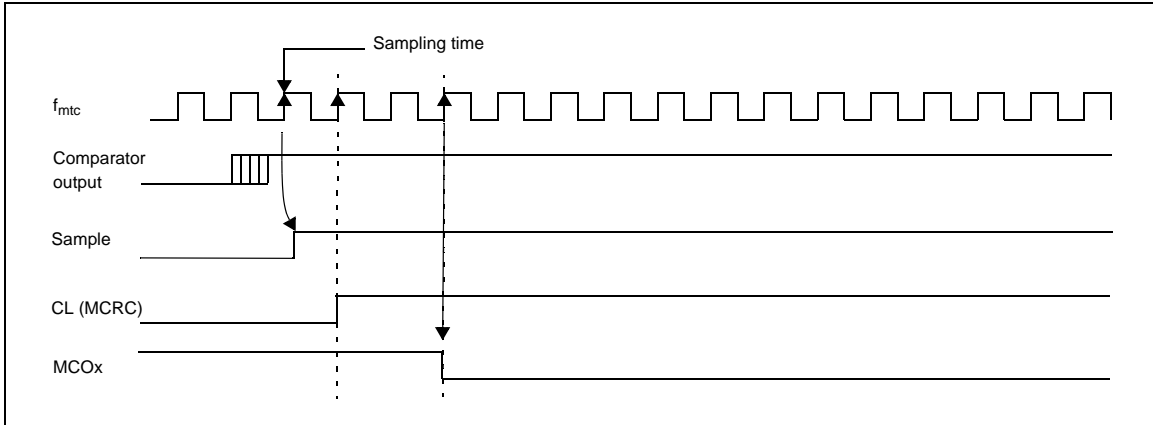 Sampling time
fmtc
Comparator
output
Sample
CL (MCRC)
MCOx